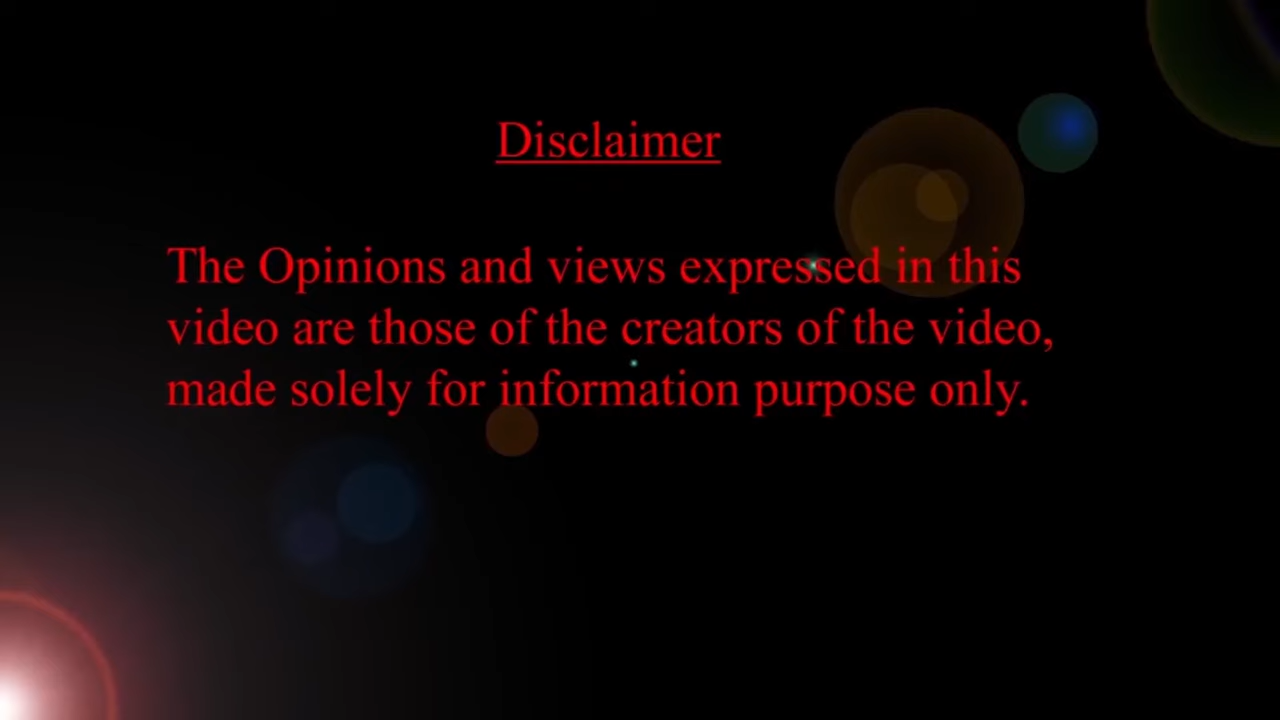 Disclaimer
The Opinions and views expressed in this
video are those of the creators of the video,
made solely for information purpose only.